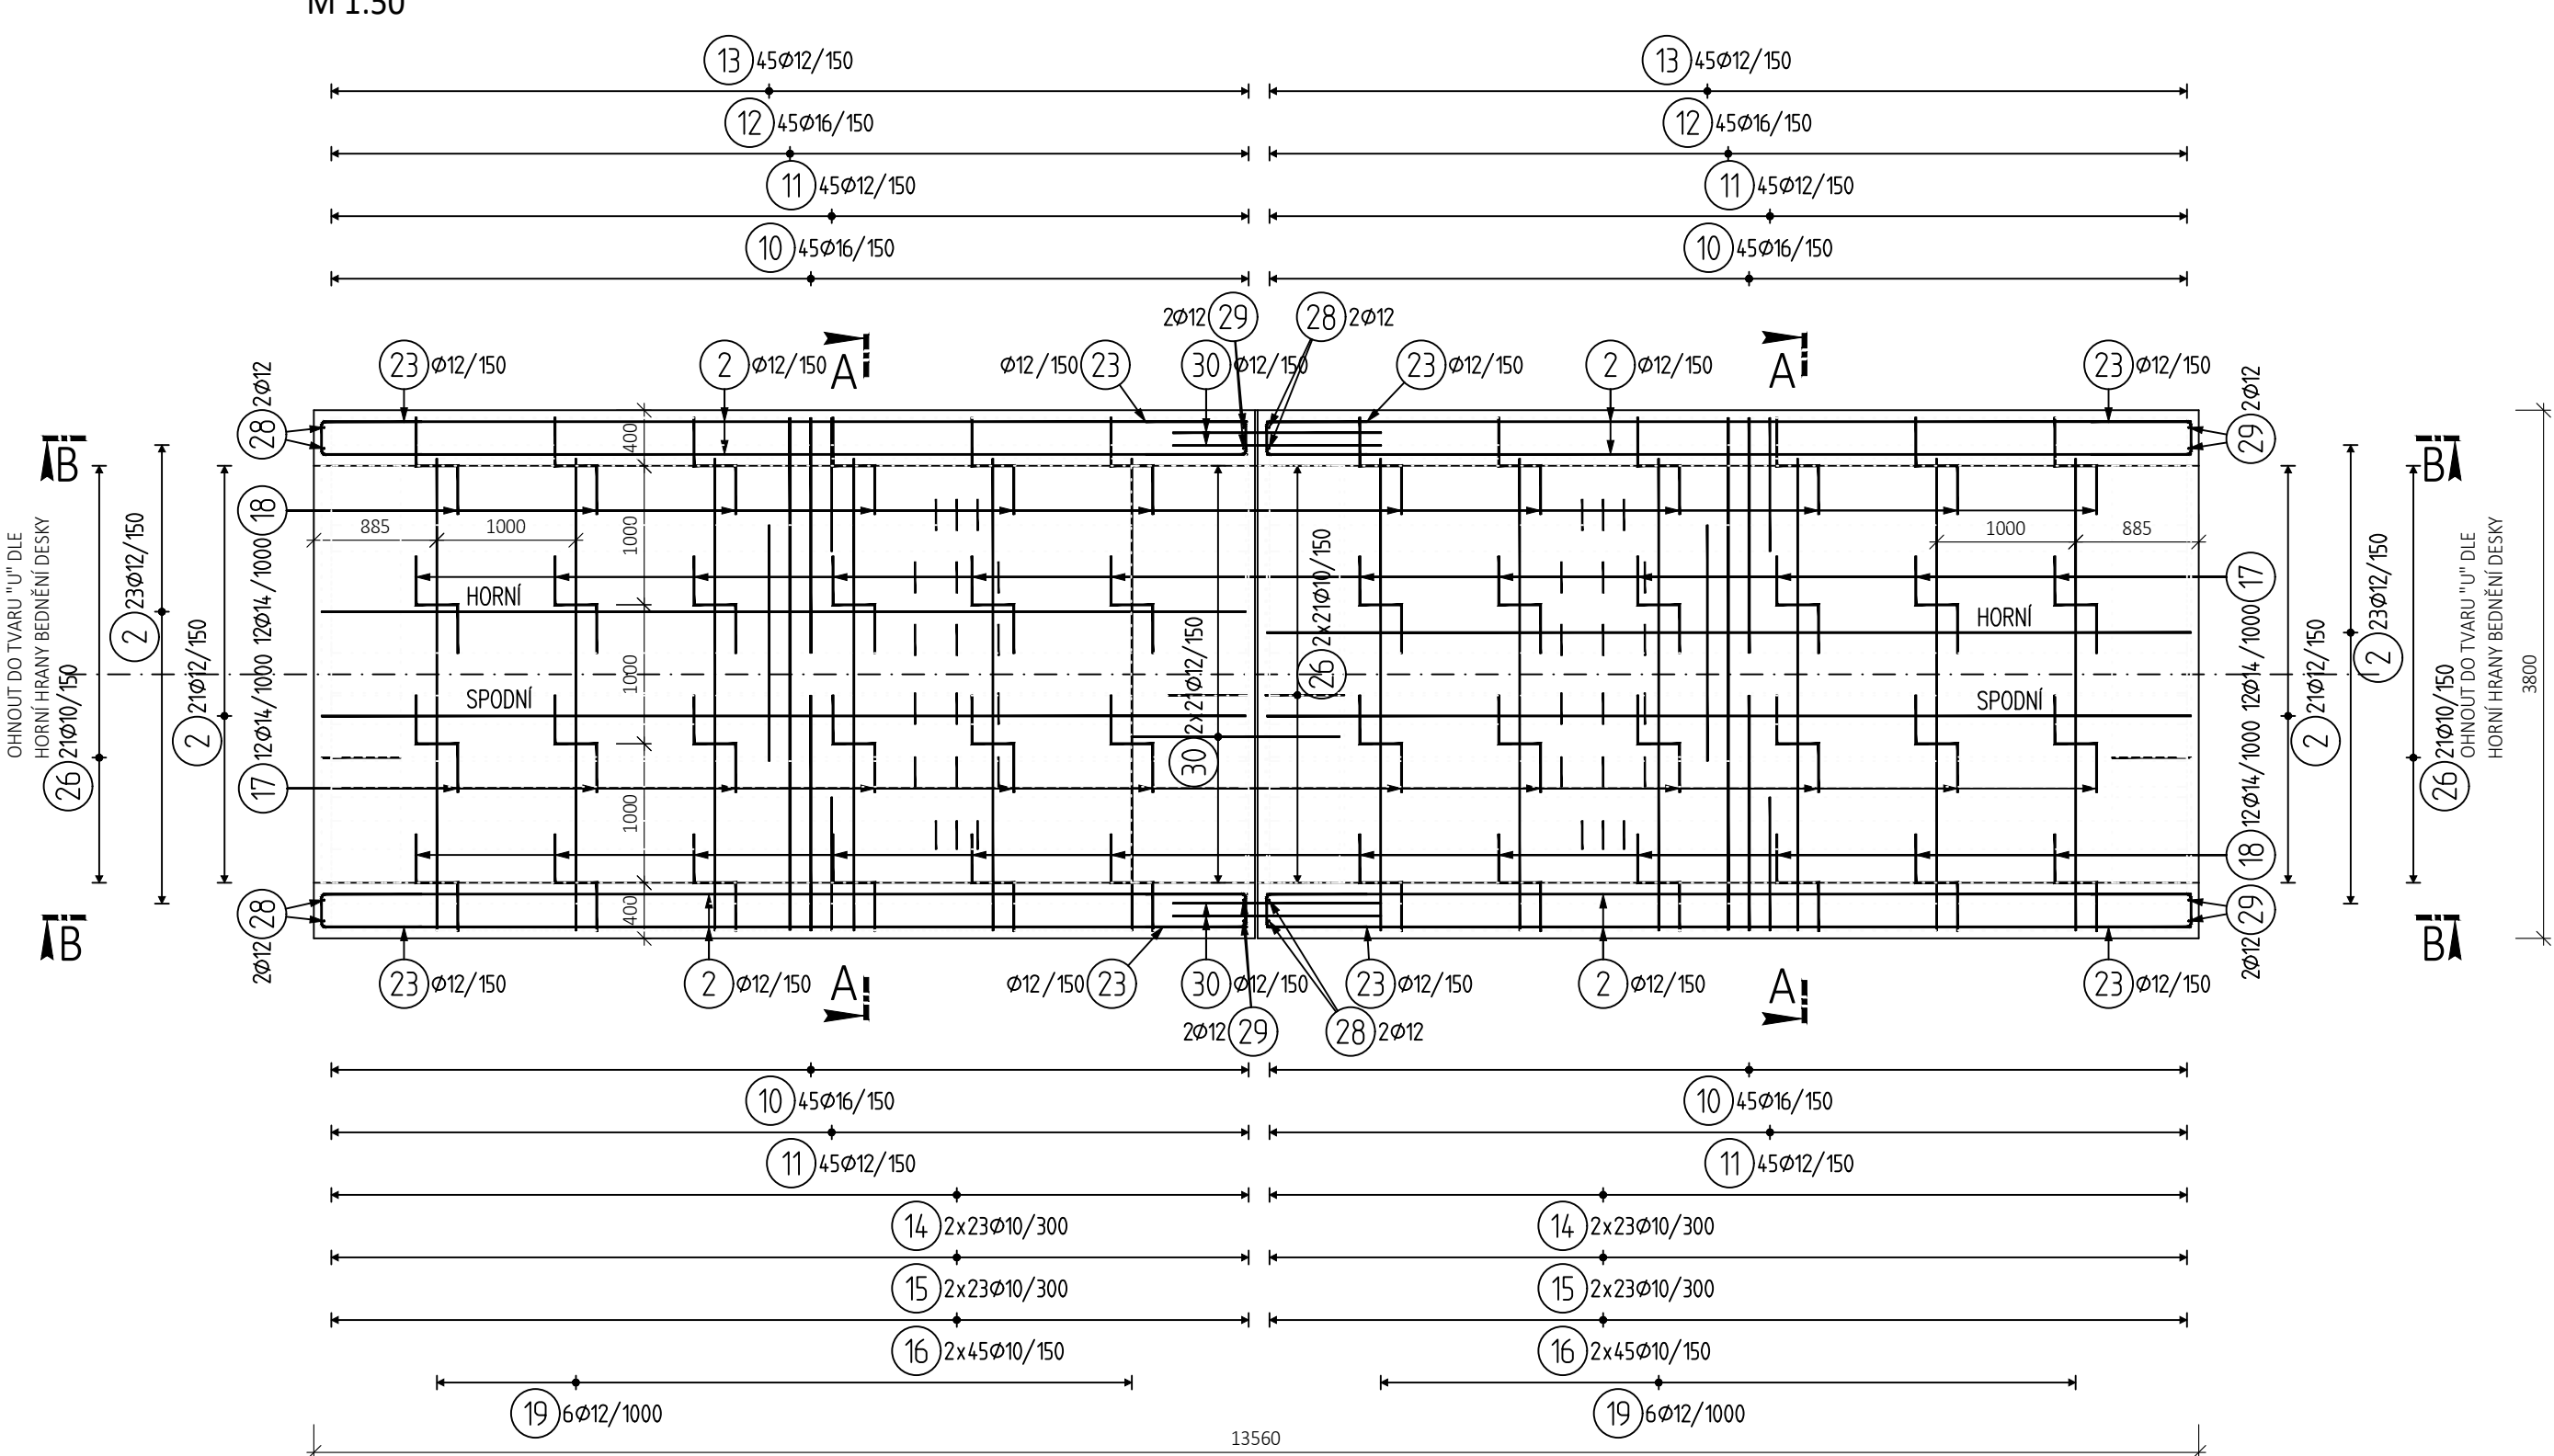 M 1:50
13 45Ø12/150
13 45Ø12/150
12 45Ø16/150
12 45Ø16/150
11 45Ø12/150
11 45Ø12/150
10 45Ø16/150
10 45Ø16/150
2Ø12 29
28 2Ø12
23 Ø12/150
2 Ø12/150
A
Ø12/150 23
30 Ø12/150
23 Ø12/150
2 Ø12/150
A
23 Ø12/150
28 2Ø12
29 2Ø12
400
B
B
18 12Ø14/1000
885
1000
1000
1000
885
17 12Ø14/1000
HORNÍ
HORNÍ
OHNOUT DO TVARU "U" DLE
HORNÍ HRANY BEDNĚNÍ DESKY
26 21Ø10/150
2 23Ø12/150
2 21Ø12/150
17 12Ø14/1000
1000
30 2x21Ø12/150
26 2x21Ø10/150
SPODNÍ
SPODNÍ
18 12Ø14/1000
2 21Ø12/150
2 23Ø12/150
26 21Ø10/150
OHNOUT DO TVARU "U" DLE
HORNÍ HRANY BEDNĚNÍ DESKY
3800
1000
400
28 2Ø12
29 2Ø12
B
B
23 Ø12/150
2 Ø12/150
A
Ø12/150 23
30 Ø12/150
23 Ø12/150
2 Ø12/150
A
23 Ø12/150
2Ø12 29
28 2Ø12
10 45Ø16/150
10 45Ø16/150
11 45Ø12/150
11 45Ø12/150
14 2x23Ø10/300
14 2x23Ø10/300
15 2x23Ø10/300
15 2x23Ø10/300
16 2x45Ø10/150
16 2x45Ø10/150
19 6Ø12/1000
19 6Ø12/1000
13560